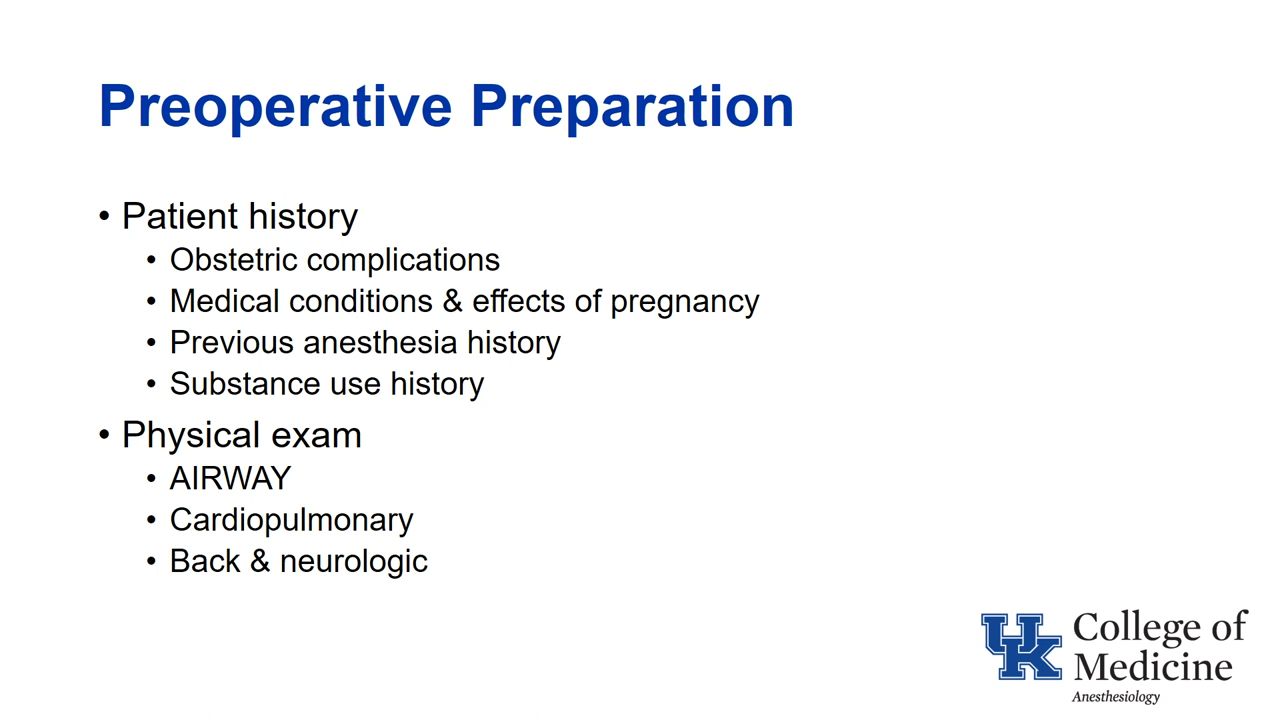 Preoperative Preparation
• Patient history
• Obstetric complications
• Medical conditions & effects of pregnancy
• Previous anesthesia history
• Substance use history
• Physical exam
• AIRWAY
• Cardiopulmonary
• Back & neurologic
UK
College of
Medicine
Anesthesiology